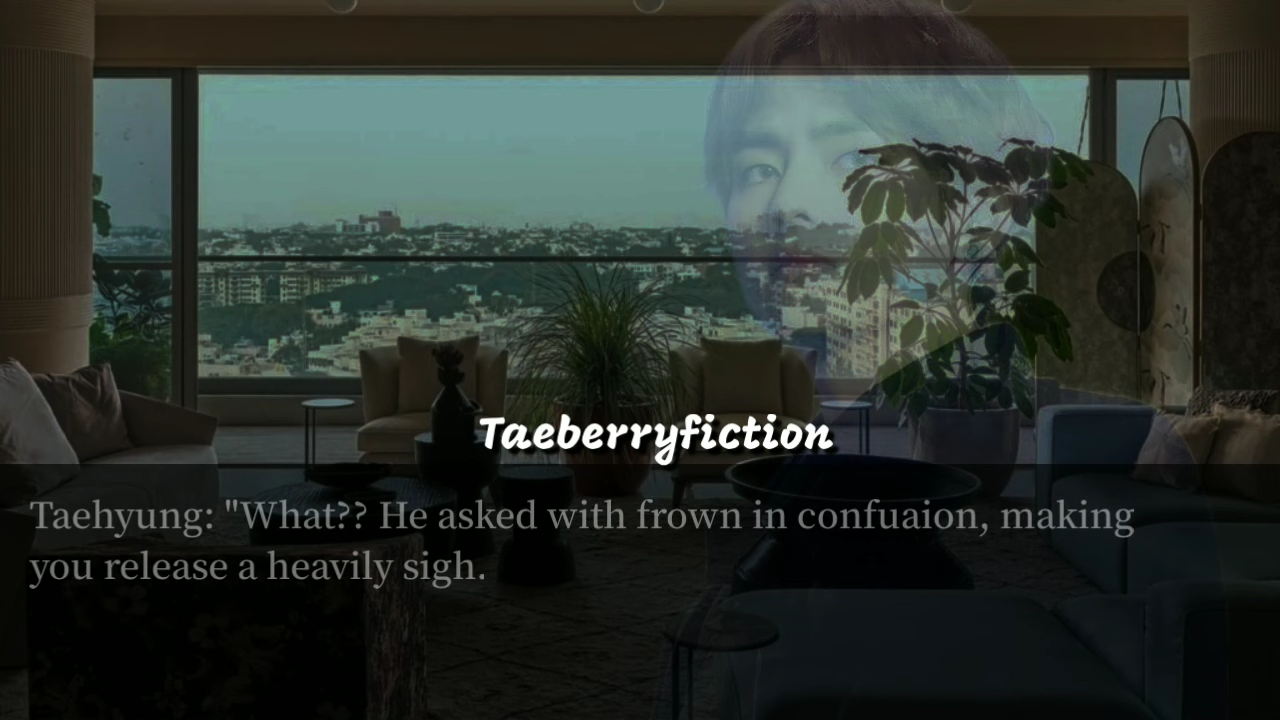 Taeberryfiction
Taehyung: "What?? He asked with frown in confuaion, making
you release a heavily sigh.